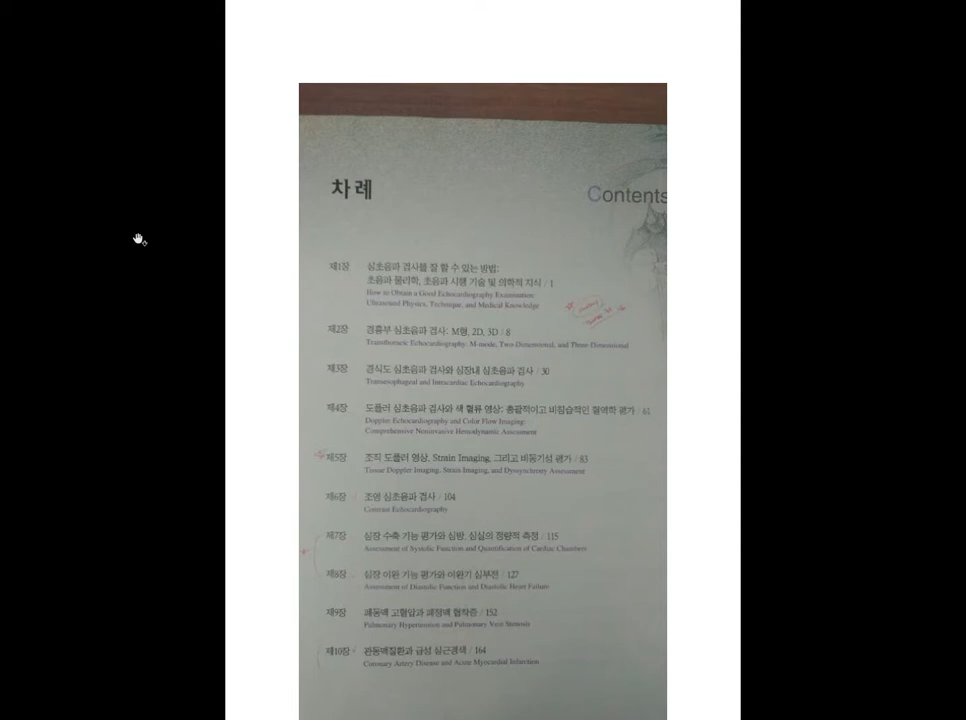 차례
Contents
제1장 심초음파 검사를 잘 할 수 있는 방법:
초음파 물리학, 초음파 시행 기술 및 의학적 지식 / 1
How to Obtain a Good Echocardiography Examination:
Ultrasound Physics, Technique, and Medical Knowledge
제2장 경흉부 심초음파 검사: M형, 2D, 3D / 8
Transthoracic Echocardiography: M-mode, Two-Dimensional, and Three-Dimensional
제3장 경식도 심초음파 검사와 심장내 심초음파 검사 / 30
Transesophageal and Intracardiac Echocardiography
제4장 도플러 심초음파 검사와 색 혈류 영상: 총괄적이고 비침습적인 혈역학 평가 / 61
Doppler Echocardiography and Color Flow Imaging:
Comprehensive Noninvasive Hemodynamic Assessment
제5장 조직 도플러 영상, Strain Imaging, 그리고 비동기성 평가 / 83
Tissue Doppler Imaging, Strain Imaging, and Dyssynchrony Assessment
제6장 조영 심초음파 검사 / 104
Contrast Echocardiography
제7장 심장 수축 기능 평가와 심방, 심실의 정량적 측정 / 115
Assessment of Systolic Function and Quantification of Cardiac Chambers
제8장 심장 이완 기능 평가와 이완기 심부전 / 127
Assessment of Diastolic Function and Diastolic Heart Failure
제9장 폐동맥 고혈압과 폐정맥 협착증 / 152
Pulmonary Hypertension and Pulmonary Vein Stenosis
제10장 관동맥질환과 급성 심근경색 / 164
Coronary Artery Disease and Acute Myocardial Infarction